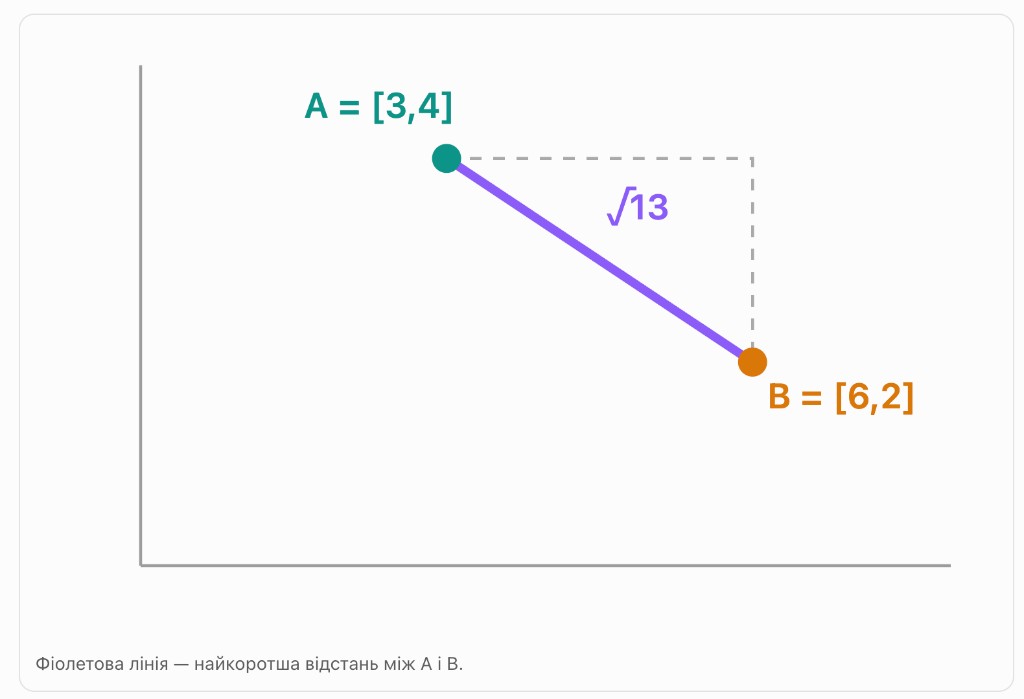 A = [3,4]
√13
B = [6,2]
Фіолетова лінія — найкоротша відстань між A і B.